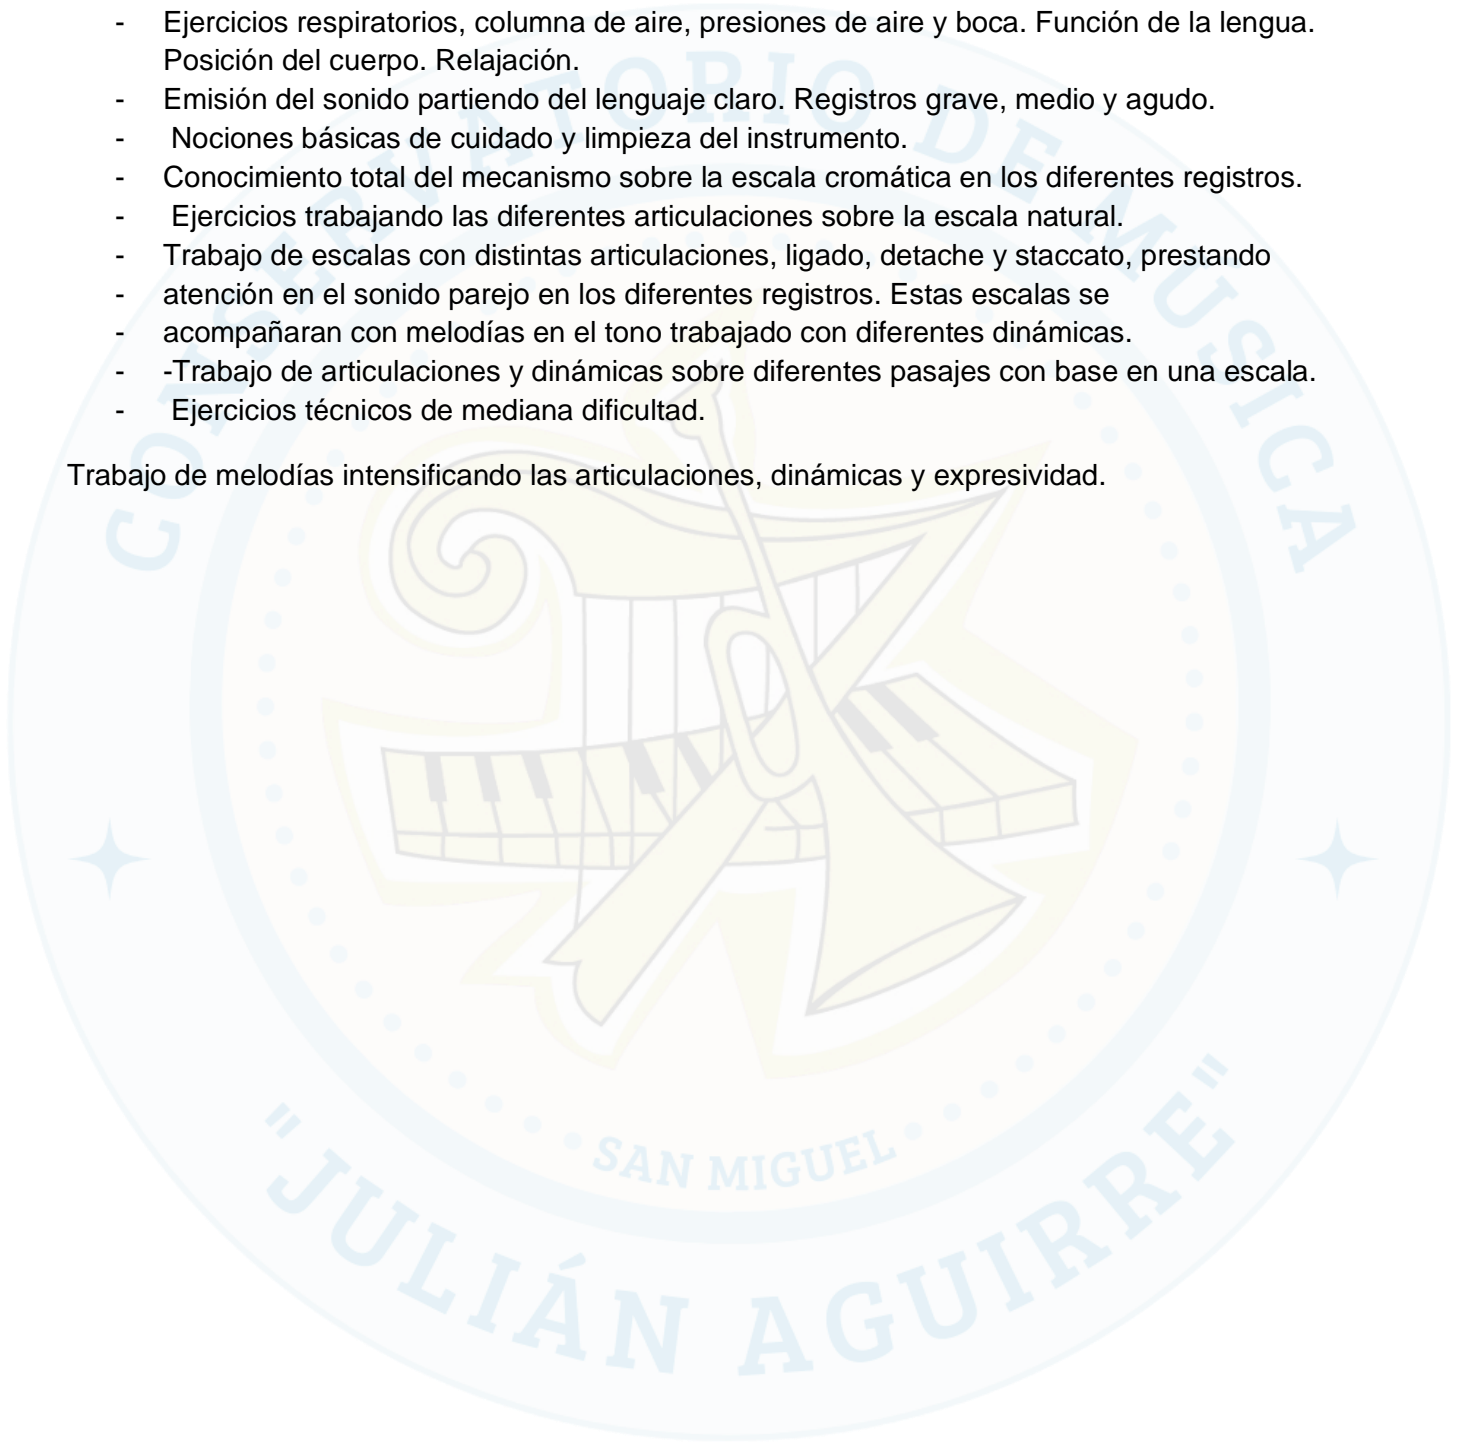 - Ejercicios respiratorios, columna de aire, presiones de aire y boca. Función de la lengua.
Posición del cuerpo. Relajación.
- Emisión del sonido partiendo del lenguaje claro. Registros grave, medio y agudo.
- Nociones básicas de cuidado y limpieza del instrumento.
- Conocimiento total del mecanismo sobre la escala cromática en los diferentes registros.
- Ejercicios trabajando las diferentes articulaciones sobre la escala natural.
- Trabajo de escalas con distintas articulaciones, ligado, detache y staccato, prestando
- atención en el sonido parejo en los diferentes registros. Estas escalas se
- acompañaran con melodías en el tono trabajado con diferentes dinámicas.
- -Trabajo de articulaciones y dinámicas sobre diferentes pasajes con base en una escala.
- Ejercicios técnicos de mediana dificultad.
Trabajo de melodías intensificando las articulaciones, dinámicas y expresividad.
CONSERVATORIO DE MÚSICA
SAN MIGUEL
"JULIÁN AGUIRRE"